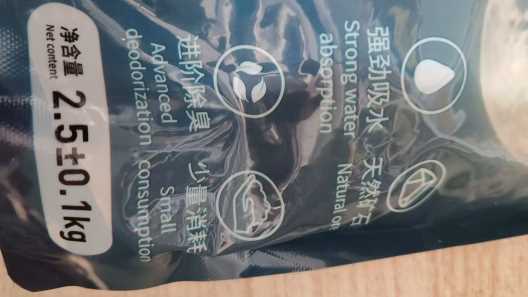 强劲吸水
Strong water
absorption
天然矿石
Natural or
进阶除臭
Advanced
deodorization
少量消耗
Small
consumption
净含量
Net content
2.5±0.1kg